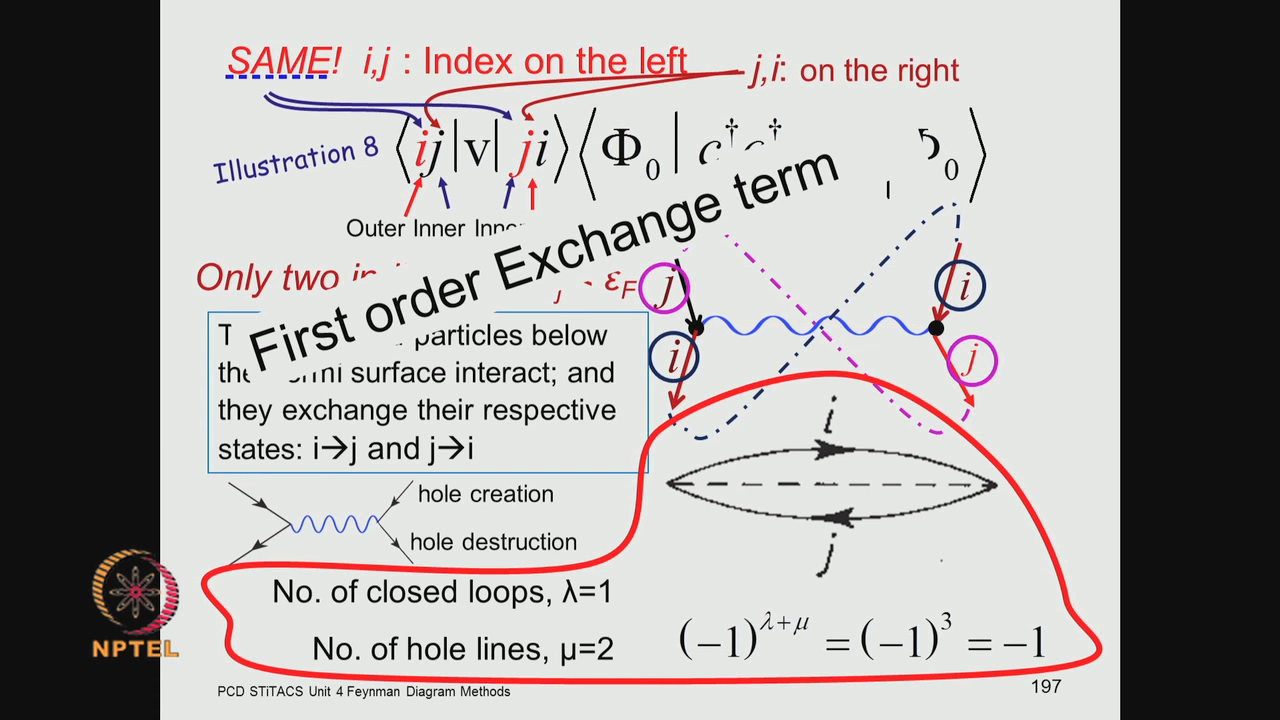 SAME! i,j : Index on the left
j,i: on the right
Illustration 8
⟨ij|v|ji⟩⟨Φ0| c† c† 0⟩
Outer Inner
First order Exchange term
Only two
εF
j
i
i
j
particles below
the surface interact; and
they exchange their respective
states: i→j and j→i
i
j
hole creation
hole destruction
No. of closed loops, λ=1
No. of hole lines, μ=2
(−1)^{λ+μ} = (−1)^3 = −1
NPTEL
PCD STiTACS Unit 4 Feynman Diagram Methods
197